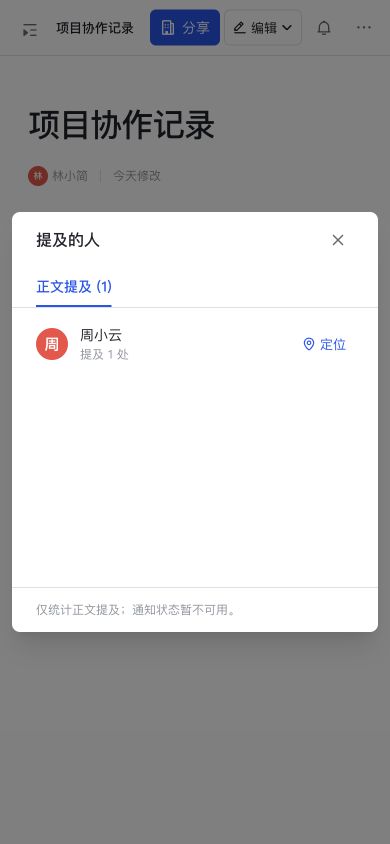 项目协作记录
分享
编辑
项目协作记录
林 林小简 今天修改
提及的人
正文提及 (1)
周
周小云
提及 1 处
定位
仅统计正文提及；通知状态暂不可用。